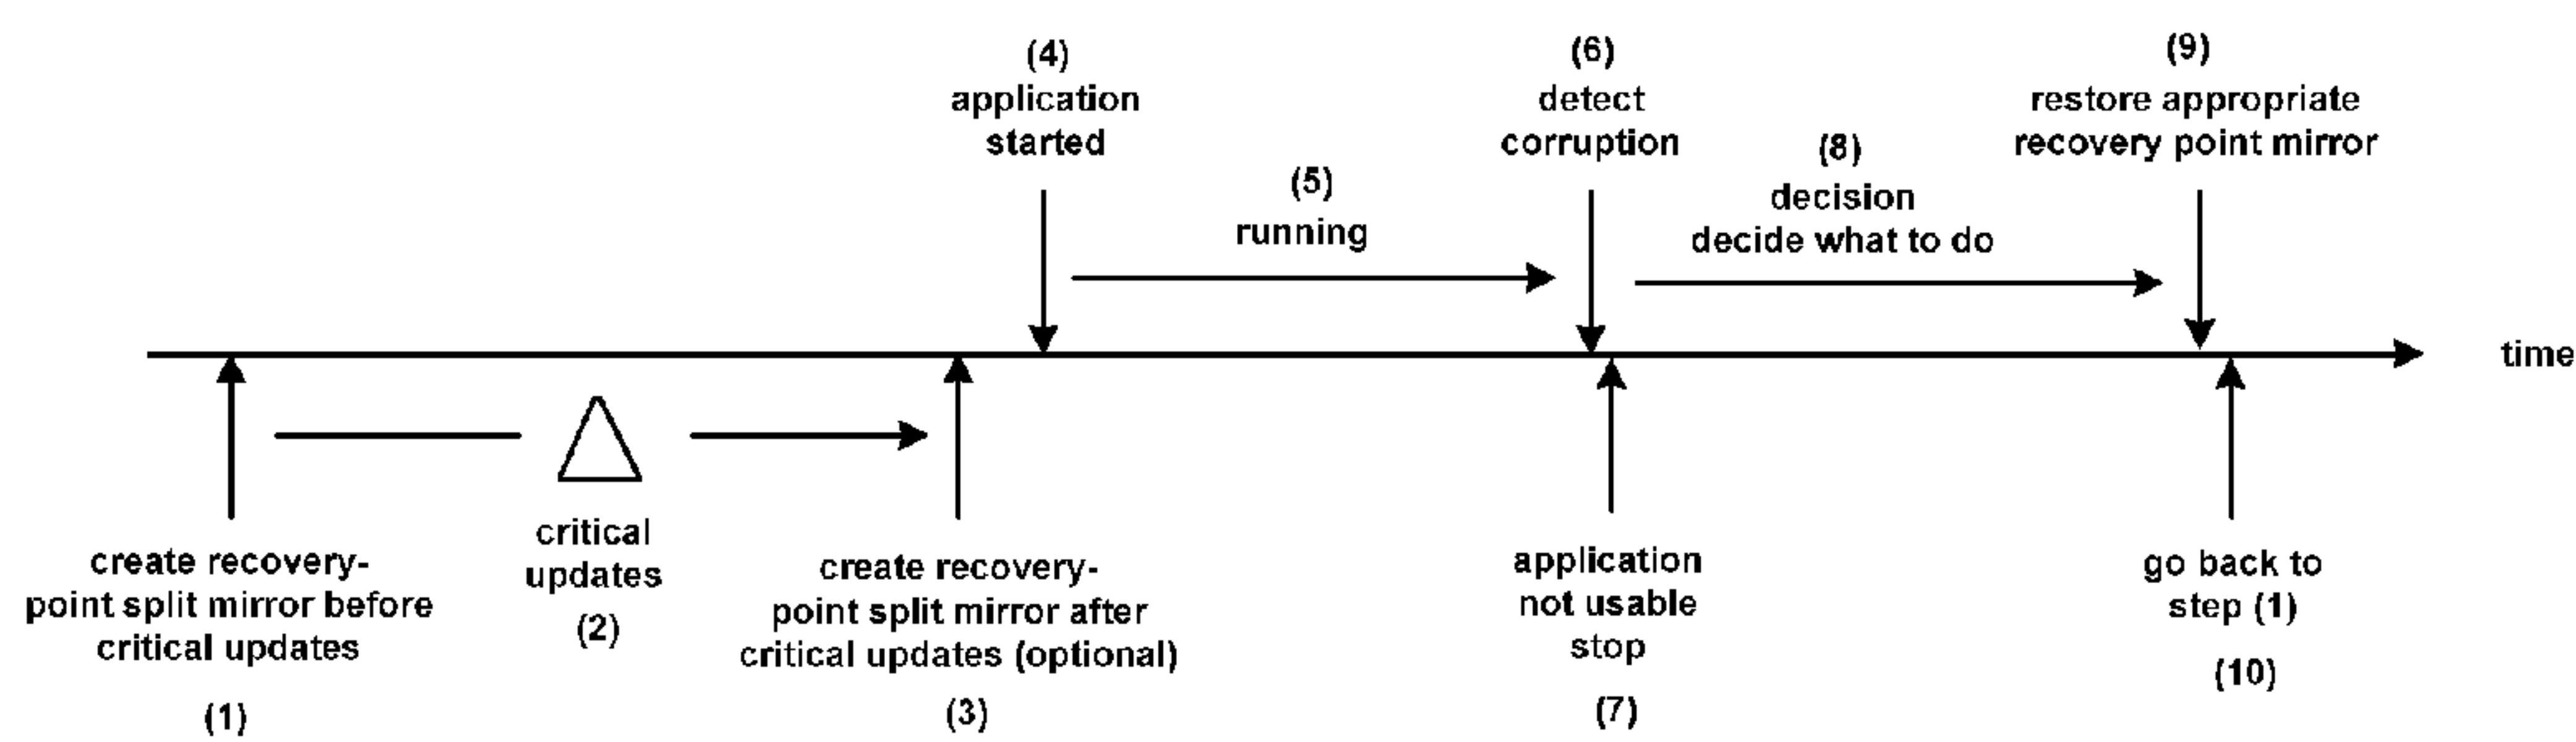 (4)
application
started
(6)
detect
corruption
(9)
restore appropriate
recovery point mirror
(5)
running
(8)
decision
decide what to do
time
create recovery-
point split mirror before
critical updates
(1)
critical
updates
(2)
create recovery-
point split mirror after
critical updates (optional)
(3)
application
not usable
stop
(7)
go back to
step (1)
(10)